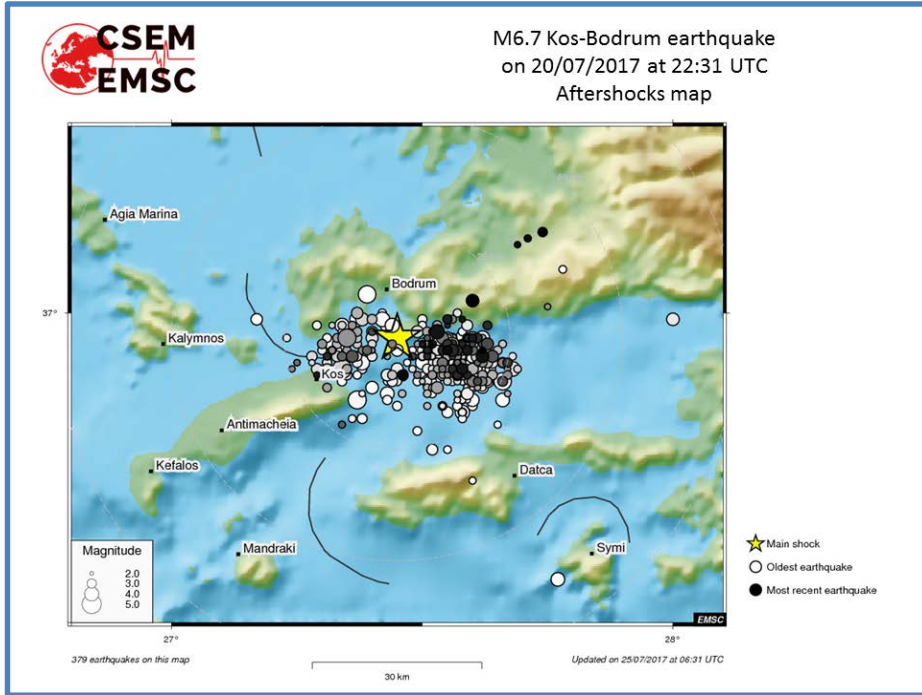 CSEM
EMSC
M6.7 Kos-Bodrum earthquake
on 20/07/2017 at 22:31 UTC
Aftershocks map
Agia Marina
Bodrum
37°
37°
Kalymnos
Kos
Antimacheia
Kefalos
Datca
Mandraki
Symi
Magnitude
2.0
3.0
4.0
5.0
Main shock
Oldest earthquake
Most recent earthquake
EMSC
27°
28°
379 earthquakes on this map
Updated on 25/07/2017 at 06:31 UTC
30 km